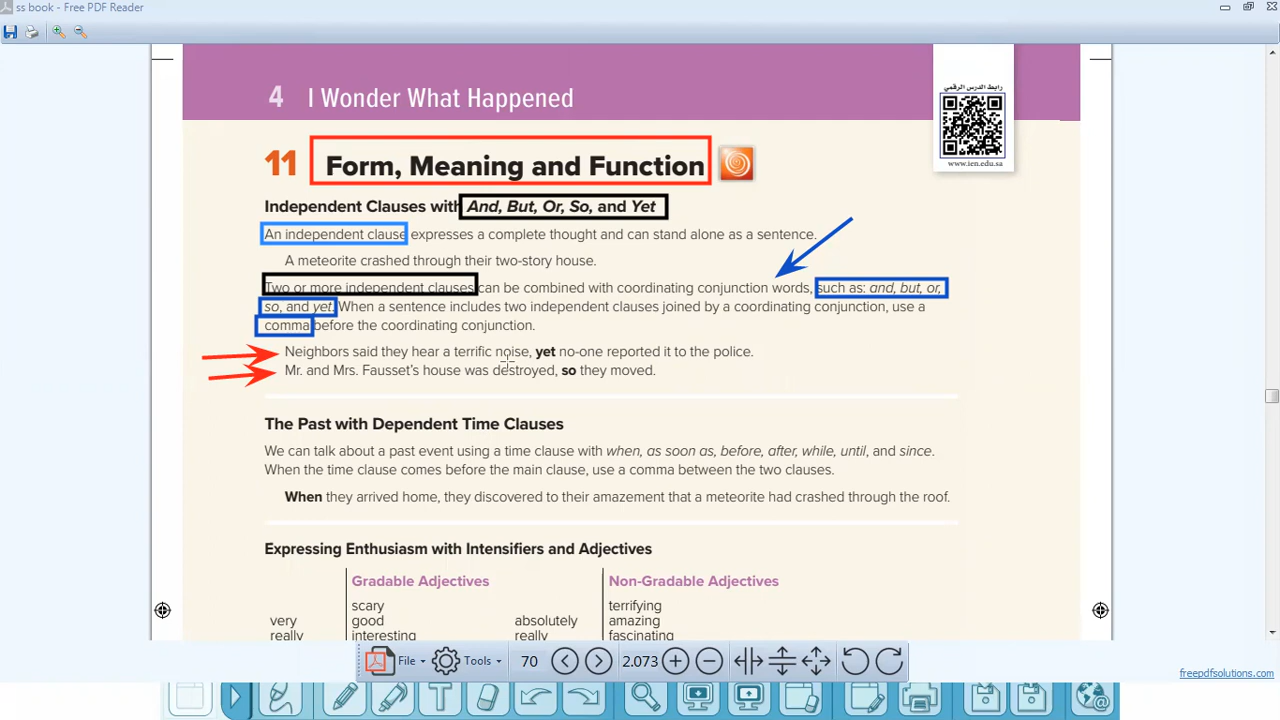 ss book - Free PDF Reader
4 I Wonder What Happened
رابط الدرس الرقمي
www.ien.edu.sa
11 Form, Meaning and Function
Independent Clauses with And, But, Or, So, and Yet
An independent clause expresses a complete thought and can stand alone as a sentence.
A meteorite crashed through their two-story house.
Two or more independent clauses can be combined with coordinating conjunction words, such as: and, but, or,
so, and yet. When a sentence includes two independent clauses joined by a coordinating conjunction, use a
comma before the coordinating conjunction.
Neighbors said they hear a terrific noise, yet no-one reported it to the police.
Mr. and Mrs. Fausset's house was destroyed, so they moved.
The Past with Dependent Time Clauses
We can talk about a past event using a time clause with when, as soon as, before, after, while, until, and since.
When the time clause comes before the main clause, use a comma between the two clauses.
When they arrived home, they discovered to their amazement that a meteorite had crashed through the roof.
Expressing Enthusiasm with Intensifiers and Adjectives
Gradable Adjectives Non-Gradable Adjectives
scary terrifying
very good absolutely amazing
really interesting really fascinating
File Tools 70 2.073
freepdfsolutions.com